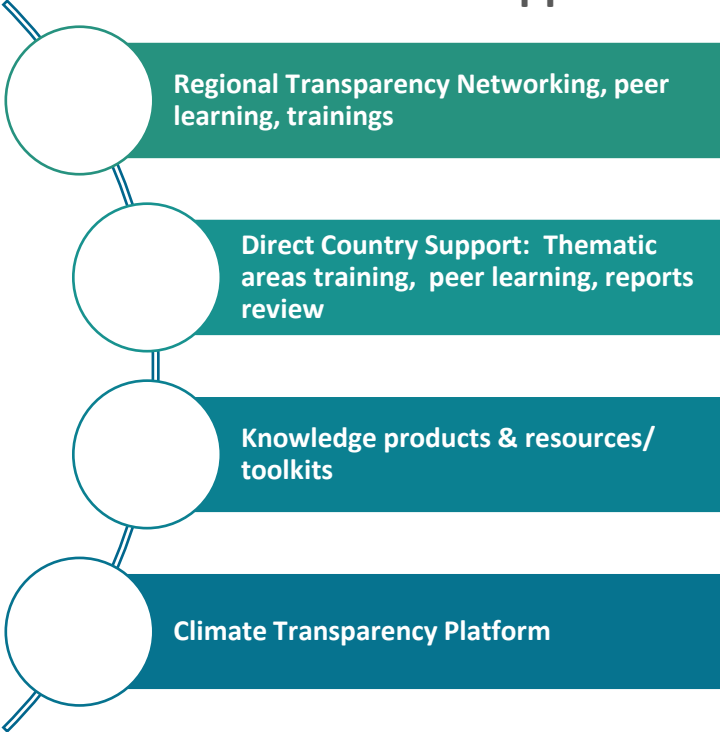 Regional Transparency Networking, peer
learning, trainings
Direct Country Support:  Thematic
areas training,  peer learning, reports
review
Knowledge products & resources/
toolkits
Climate Transparency Platform